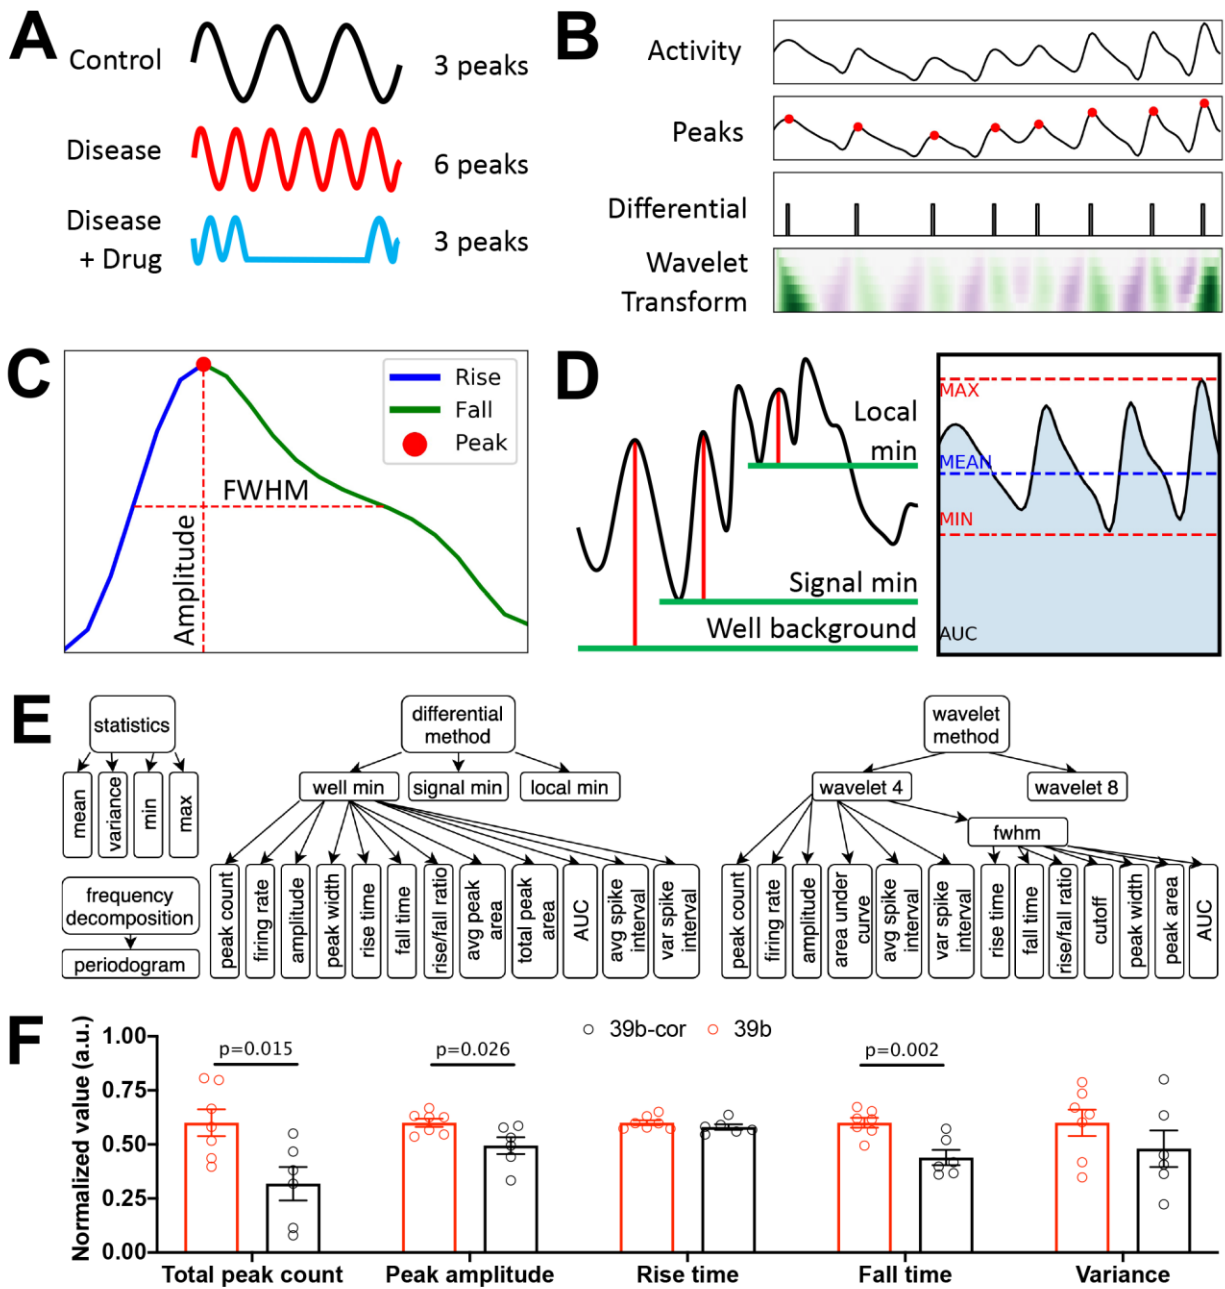 A
Control
3 peaks
Disease
6 peaks
Disease
+ Drug
3 peaks
B
Activity
Peaks
Differential
Wavelet
Transform
C
Rise
Fall
Peak
FWHM
Amplitude
D
Local
min
Signal min
Well background
MAX
MEAN
MIN
AUC
E
statistics
mean
variance
min
max
frequency
decomposition
periodogram
differential
method
well min
signal min
local min
peak count
firing rate
amplitude
peak width
rise time
fall time
rise/fall ratio
avg peak
area
total peak
area
AUC
avg spike
interval
var spike
interval
wavelet
method
wavelet 4
wavelet 8
fwhm
peak count
firing rate
amplitude
area under
curve
avg spike
interval
var spike
interval
rise time
fall time
rise/fall ratio
cutoff
peak width
peak area
AUC
F
39b-cor
39b
Normalized value (a.u.)
1.00
0.75
0.50
0.25
0.00
p=0.015
p=0.026
p=0.002
Total peak count
Peak amplitude
Rise time
Fall time
Variance